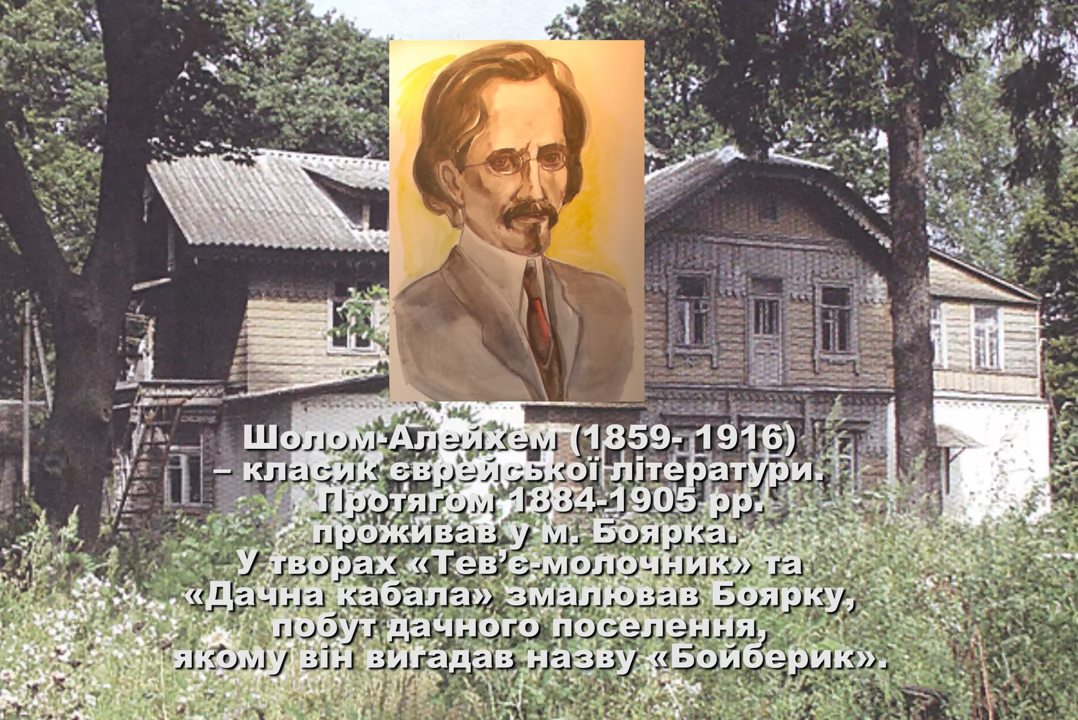 Шолом-Алейхем (1859- 1916)
– класик єврейської літератури.
Протягом 1884-1905 рр.
проживав у м. Боярка.
У творах «Тев’є-молочник» та
«Дачна кабала» змалював Боярку,
побут дачного поселення,
якому він вигадав назву «Бойберик».